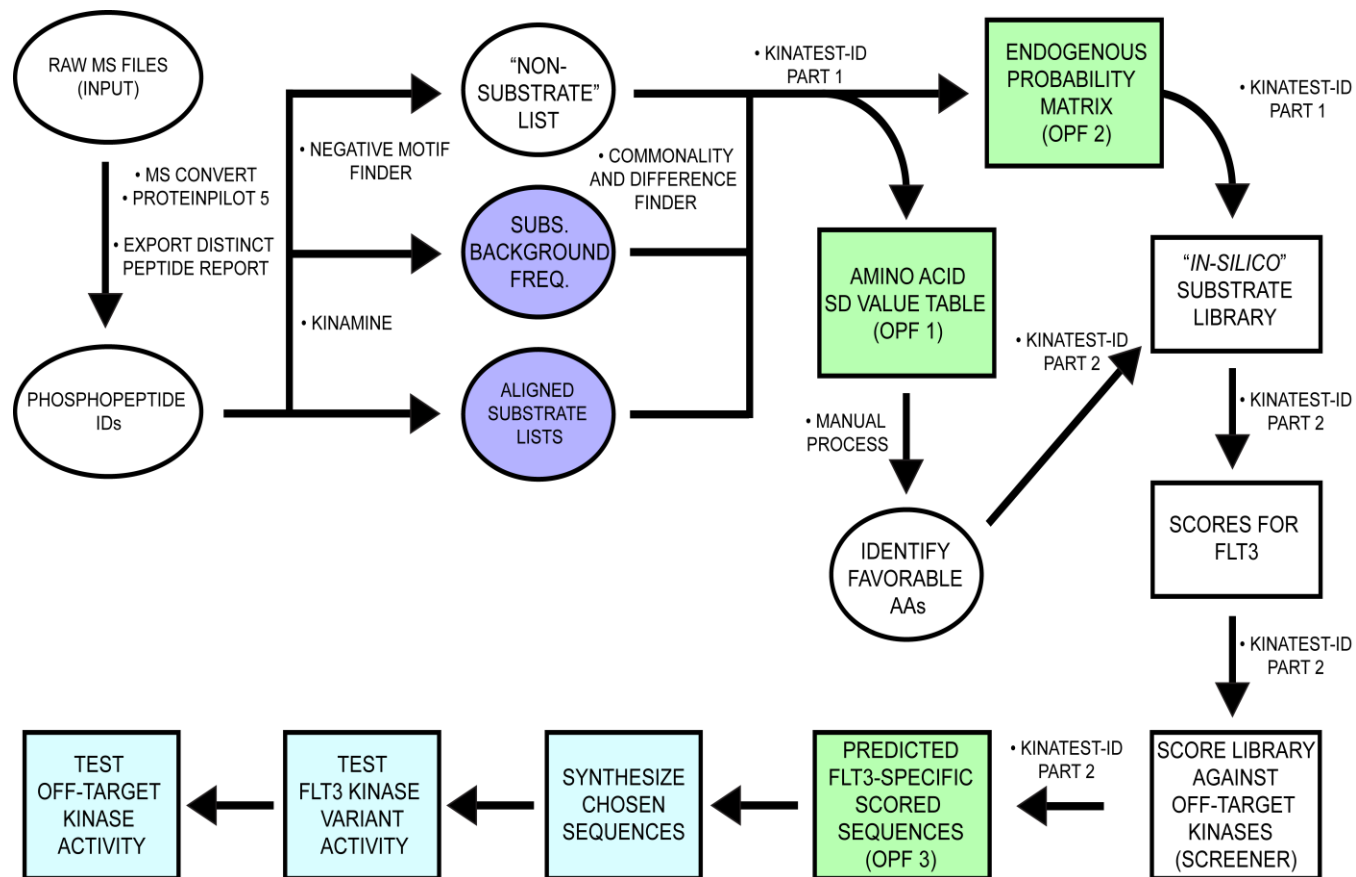 RAW MS FILES
(INPUT)
• MS CONVERT
• PROTEINPILOT 5
• EXPORT DISTINCT
PEPTIDE REPORT
PHOSPHOPEPTIDE
IDs
• NEGATIVE MOTIF
FINDER
• KINAMINE
“NON-
SUBSTRATE”
LIST
SUBS.
BACKGROUND
FREQ.
ALIGNED
SUBSTRATE
LISTS
• COMMONALITY
AND DIFFERENCE
FINDER
• KINATEST-ID
PART 1
ENDOGENOUS
PROBABILITY
MATRIX
(OPF 2)
• KINATEST-ID
PART 1
AMINO ACID
SD VALUE TABLE
(OPF 1)
• MANUAL
PROCESS
IDENTIFY
FAVORABLE
AAs
• KINATEST-ID
PART 2
“IN-SILICO”
SUBSTRATE
LIBRARY
• KINATEST-ID
PART 2
SCORES FOR
FLT3
• KINATEST-ID
PART 2
SCORE LIBRARY
AGAINST
OFF-TARGET
KINASES
(SCREENER)
• KINATEST-ID
PART 2
PREDICTED
FLT3-SPECIFIC
SCORED
SEQUENCES
(OPF 3)
SYNTHESIZE
CHOSEN
SEQUENCES
TEST
FLT3 KINASE
VARIANT
ACTIVITY
TEST
OFF-TARGET
KINASE
ACTIVITY